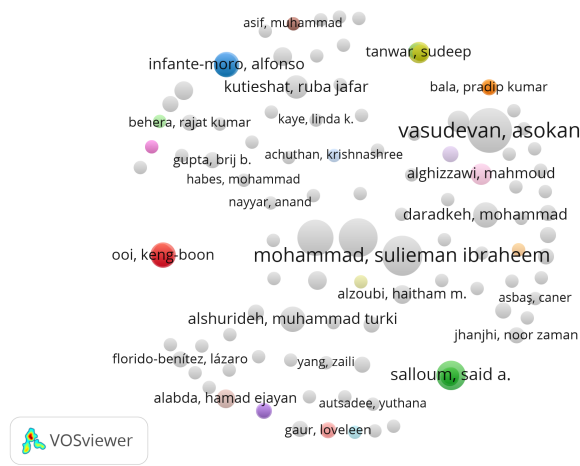 asif, muhammad
tanwar, sudeep
infante-moro, alfonso
kutieshat, ruba jafar
bala, pradip kumar
behera, rajat kumar
kaye, linda k.
vasudevan, asokan
gupta, brij b.
achuthan, krishnashree
habes, mohammad
alghizzawi, mahmoud
nayyar, anand
daradkeh, mohammad
ooi, keng-boon
mohammad, sulieman ibraheem
alzoubi, haitham m.
asbaş, caner
alshurideh, muhammad turki
jhanjhi, noor zaman
florido-benítez, lázaro
yang, zaili
salloum, said a.
alabda, hamad ejayan
autsadee, yuthana
gaur, loveleen
VOSviewer